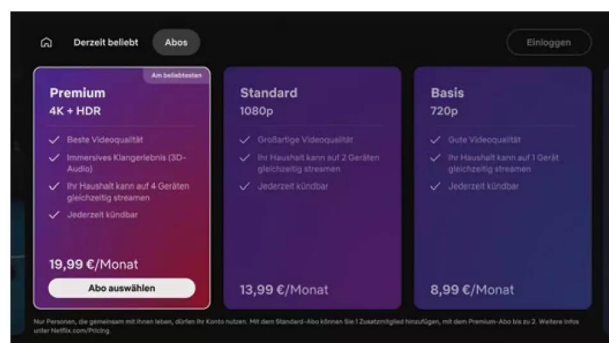 Derzeit beliebt Abos Einloggen
Am beliebtesten
Premium
4K + HDR
Beste Videoqualität
Immersives Klangerlebnis (3D-
Audio)
Ihr Haushalt kann auf 4 Geräten
gleichzeitig streamen
Jederzeit kündbar
19,99 €/Monat
Abo auswählen
Standard
1080p
Großartige Videoqualität
Ihr Haushalt kann auf 2 Geräten
gleichzeitig streamen
Jederzeit kündbar
13,99 €/Monat
Basis
720p
Gute Videoqualität
Ihr Haushalt kann auf 1 Gerät
gleichzeitig streamen
Jederzeit kündbar
8,99 €/Monat
Nur Personen, die gemeinsam mit Ihnen leben, dürfen Ihr Konto nutzen. Mit dem Standard-Abo können Sie 1 Zusatzmitglied hinzufügen, mit dem Premium-Abo bis zu 2. Weitere Infos
unter Netflix.com/Pricing